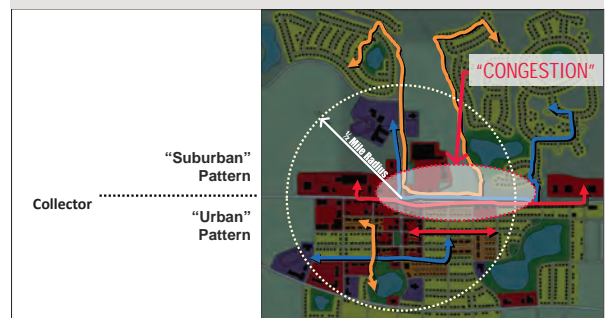 "CONGESTION"
½ Mile Radius
"Suburban"
Pattern
Collector
"Urban"
Pattern